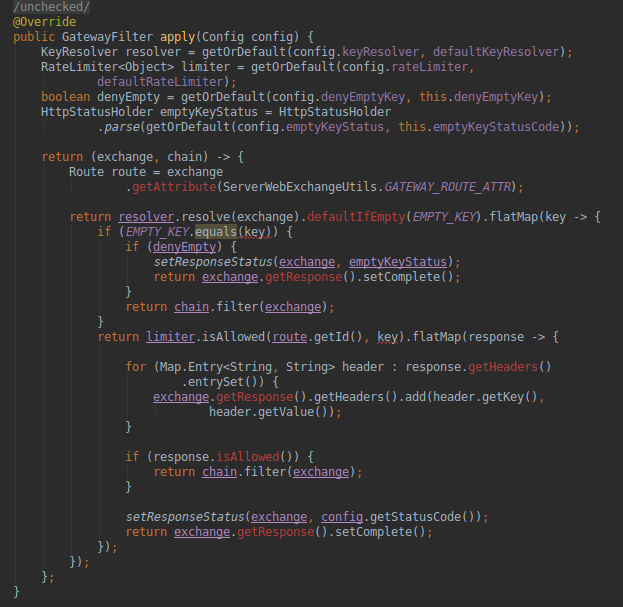 /unchecked/
@Override
public GatewayFilter apply(Config config) {
    KeyResolver resolver = getOrDefault(config.keyResolver, defaultKeyResolver);
    RateLimiter<Object> limiter = getOrDefault(config.rateLimiter,
            defaultRateLimiter);
    boolean denyEmpty = getOrDefault(config.denyEmptyKey, this.denyEmptyKey);
    HttpStatusHolder emptyKeyStatus = HttpStatusHolder
            .parse(getOrDefault(config.emptyKeyStatus, this.emptyKeyStatusCode));

    return (exchange, chain) -> {
        Route route = exchange
                .getAttribute(ServerWebExchangeUtils.GATEWAY_ROUTE_ATTR);

        return resolver.resolve(exchange).defaultIfEmpty(EMPTY_KEY).flatMap(key -> {
            if (EMPTY_KEY.equals(key)) {
                if (denyEmpty) {
                    setResponseStatus(exchange, emptyKeyStatus);
                    return exchange.getResponse().setComplete();
                }
                return chain.filter(exchange);
            }
            return limiter.isAllowed(route.getId(), key).flatMap(response -> {

                for (Map.Entry<String, String> header : response.getHeaders()
                        .entrySet()) {
                    exchange.getResponse().getHeaders().add(header.getKey(),
                            header.getValue());
                }

                if (response.isAllowed()) {
                    return chain.filter(exchange);
                }

                setResponseStatus(exchange, config.getStatusCode());
                return exchange.getResponse().setComplete();
            });
        });
    };
}